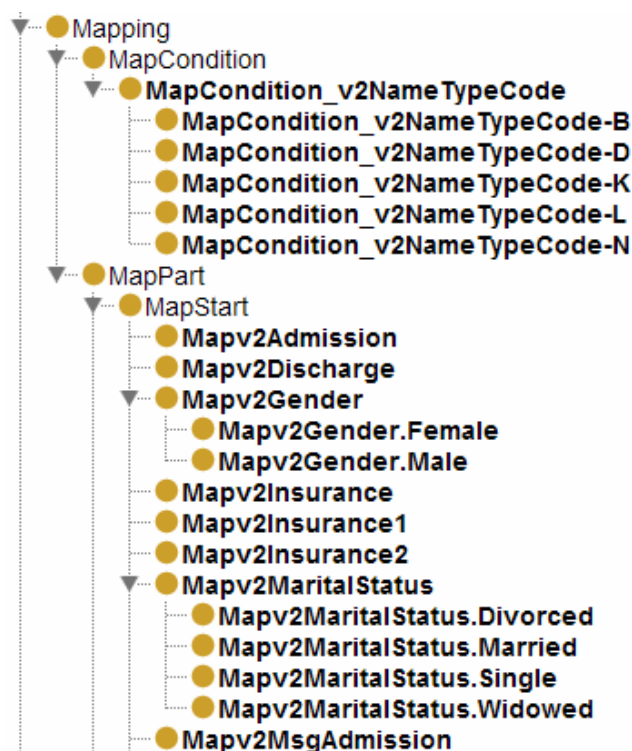 Mapping
MapCondition
MapCondition_v2NameTypeCode
MapCondition_v2NameTypeCode-B
MapCondition_v2NameTypeCode-D
MapCondition_v2NameTypeCode-K
MapCondition_v2NameTypeCode-L
MapCondition_v2NameTypeCode-N
MapPart
MapStart
Mapv2Admission
Mapv2Discharge
Mapv2Gender
Mapv2Gender.Female
Mapv2Gender.Male
Mapv2Insurance
Mapv2Insurance1
Mapv2Insurance2
Mapv2MaritalStatus
Mapv2MaritalStatus.Divorced
Mapv2MaritalStatus.Married
Mapv2MaritalStatus.Single
Mapv2MaritalStatus.Widowed
Mapv2MsgAdmission